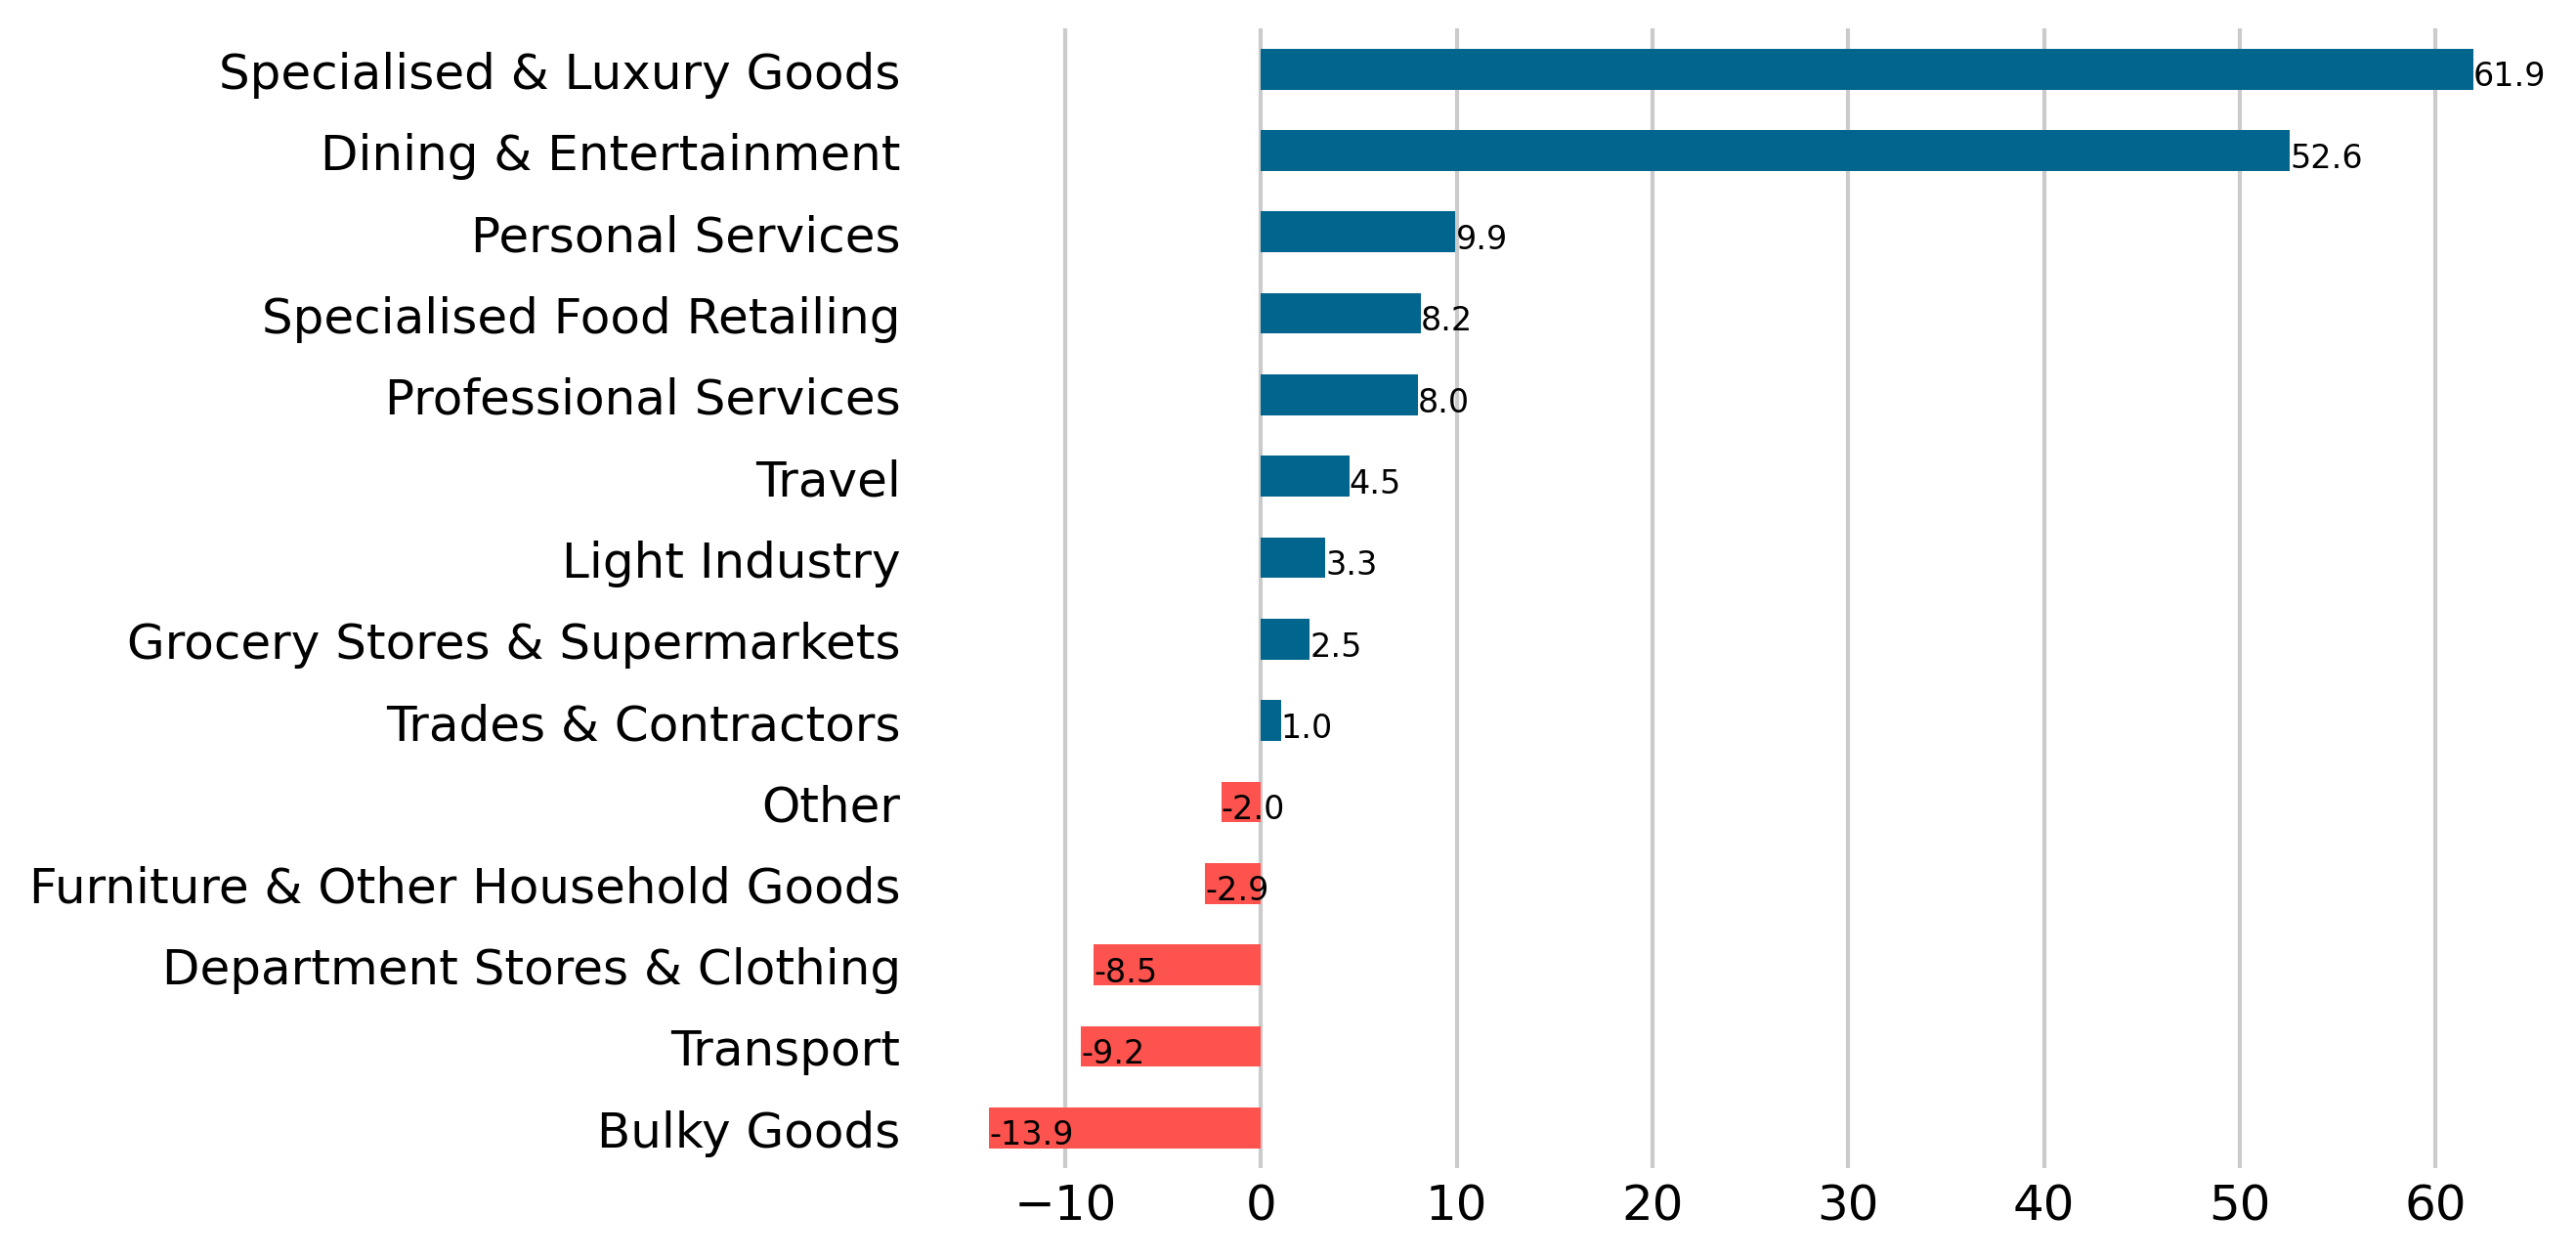 Specialised & Luxury Goods 61.9
Dining & Entertainment 52.6
Personal Services 9.9
Specialised Food Retailing 8.2
Professional Services 8.0
Travel 4.5
Light Industry 3.3
Grocery Stores & Supermarkets 2.5
Trades & Contractors 1.0
Other -2.0
Furniture & Other Household Goods -2.9
Department Stores & Clothing -8.5
Transport -9.2
Bulky Goods -13.9
−10 0 10 20 30 40 50 60